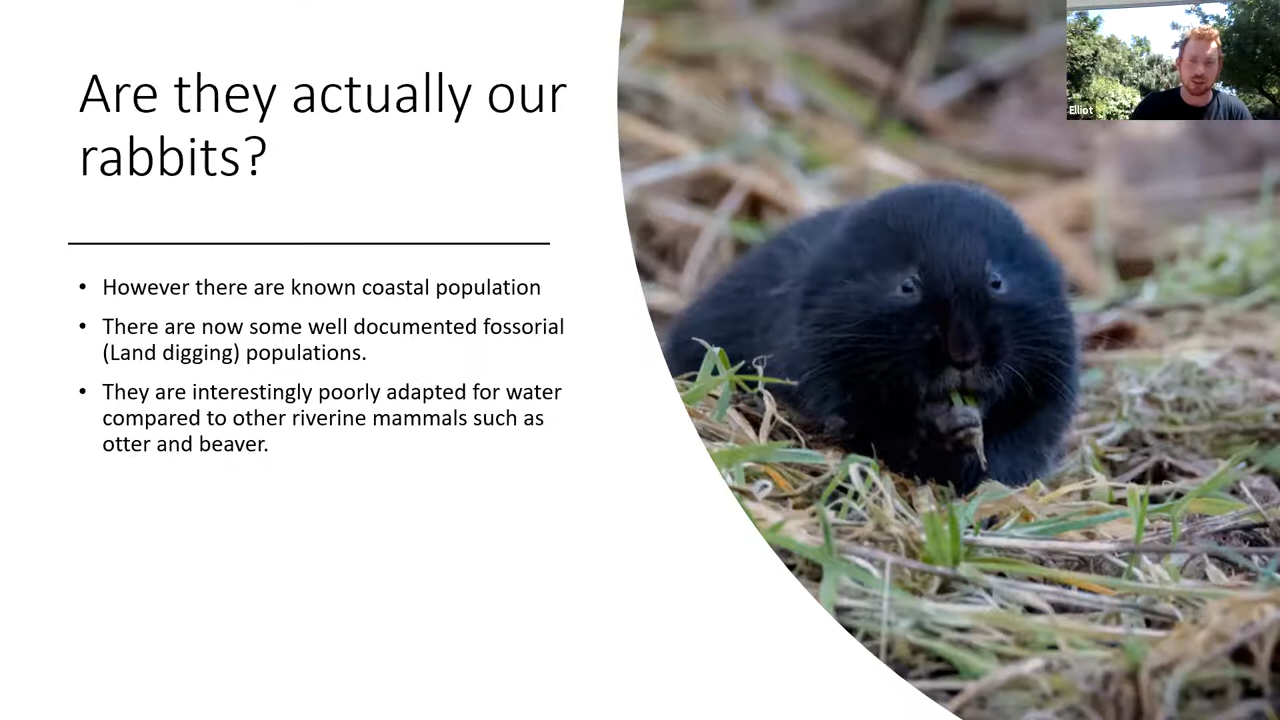 Are they actually our
rabbits?
• However there are known coastal population
• There are now some well documented fossorial
(Land digging) populations.
• They are interestingly poorly adapted for water
compared to other riverine mammals such as
otter and beaver.
Elliot